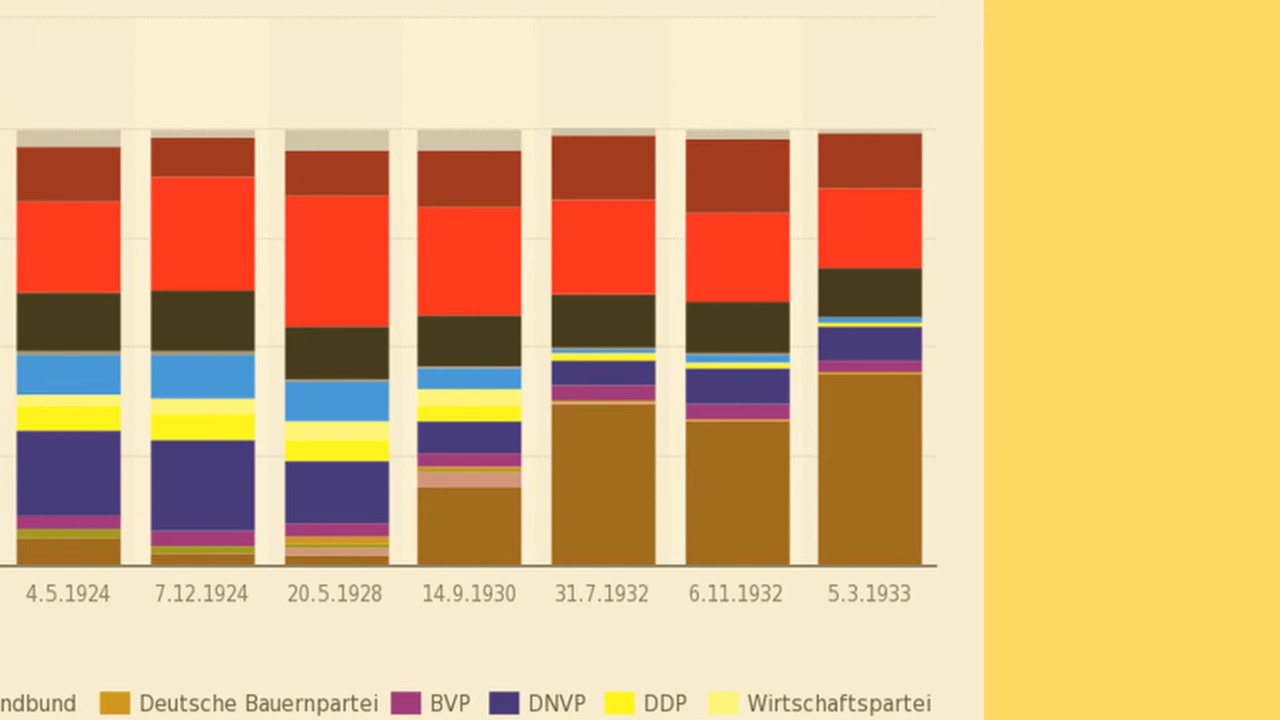 4.5.1924 7.12.1924 20.5.1928 14.9.1930 31.7.1932 6.11.1932 5.3.1933
ndbund Deutsche Bauernpartei BVP DNVP DDP Wirtschaftspartei